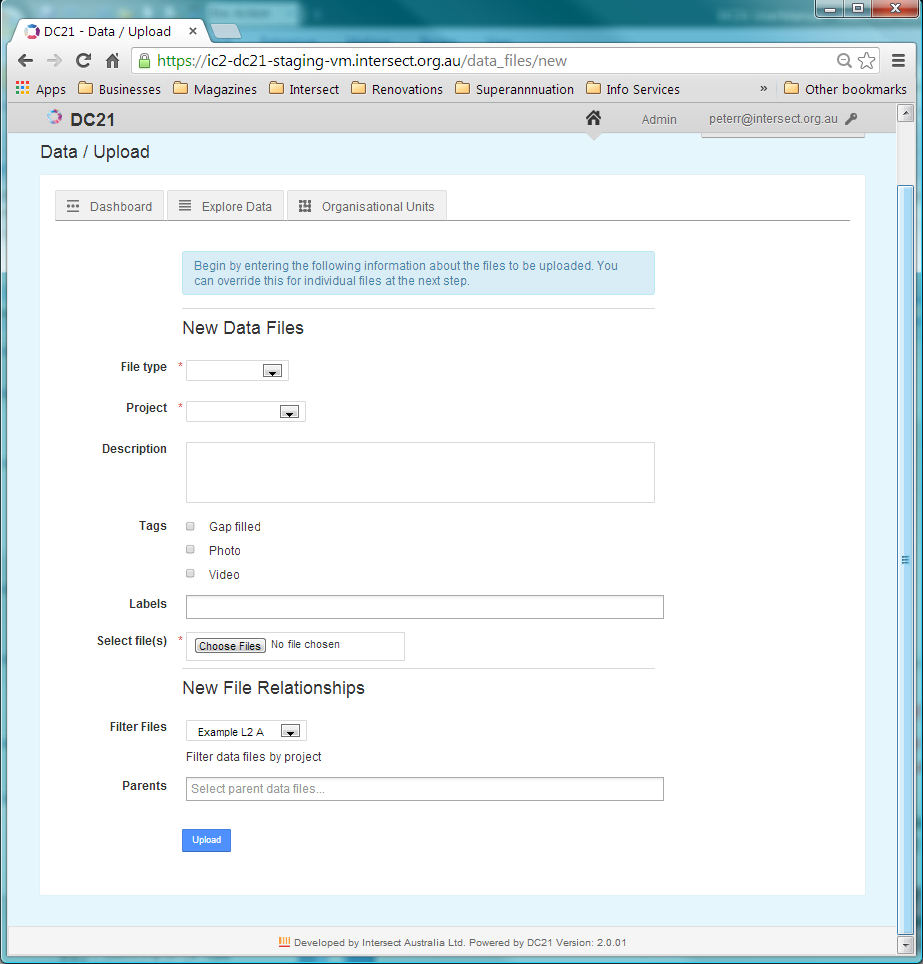 DC21 - Data / Upload
https://ic2-dc21-staging-vm.intersect.org.au/data_files/new
Apps Businesses Magazines Intersect Renovations Superannnuation Info Services » Other bookmarks
DC21 Admin peterr@intersect.org.au
Data / Upload
Dashboard Explore Data Organisational Units
Begin by entering the following information about the files to be uploaded. You
can override this for individual files at the next step.
New Data Files
File type *
Project *
Description
Tags Gap filled
Photo
Video
Labels
Select file(s) * Choose Files No file chosen
New File Relationships
Filter Files Example L2 A
Filter data files by project
Parents Select parent data files...
Upload
Developed by Intersect Australia Ltd. Powered by DC21 Version: 2.0.01